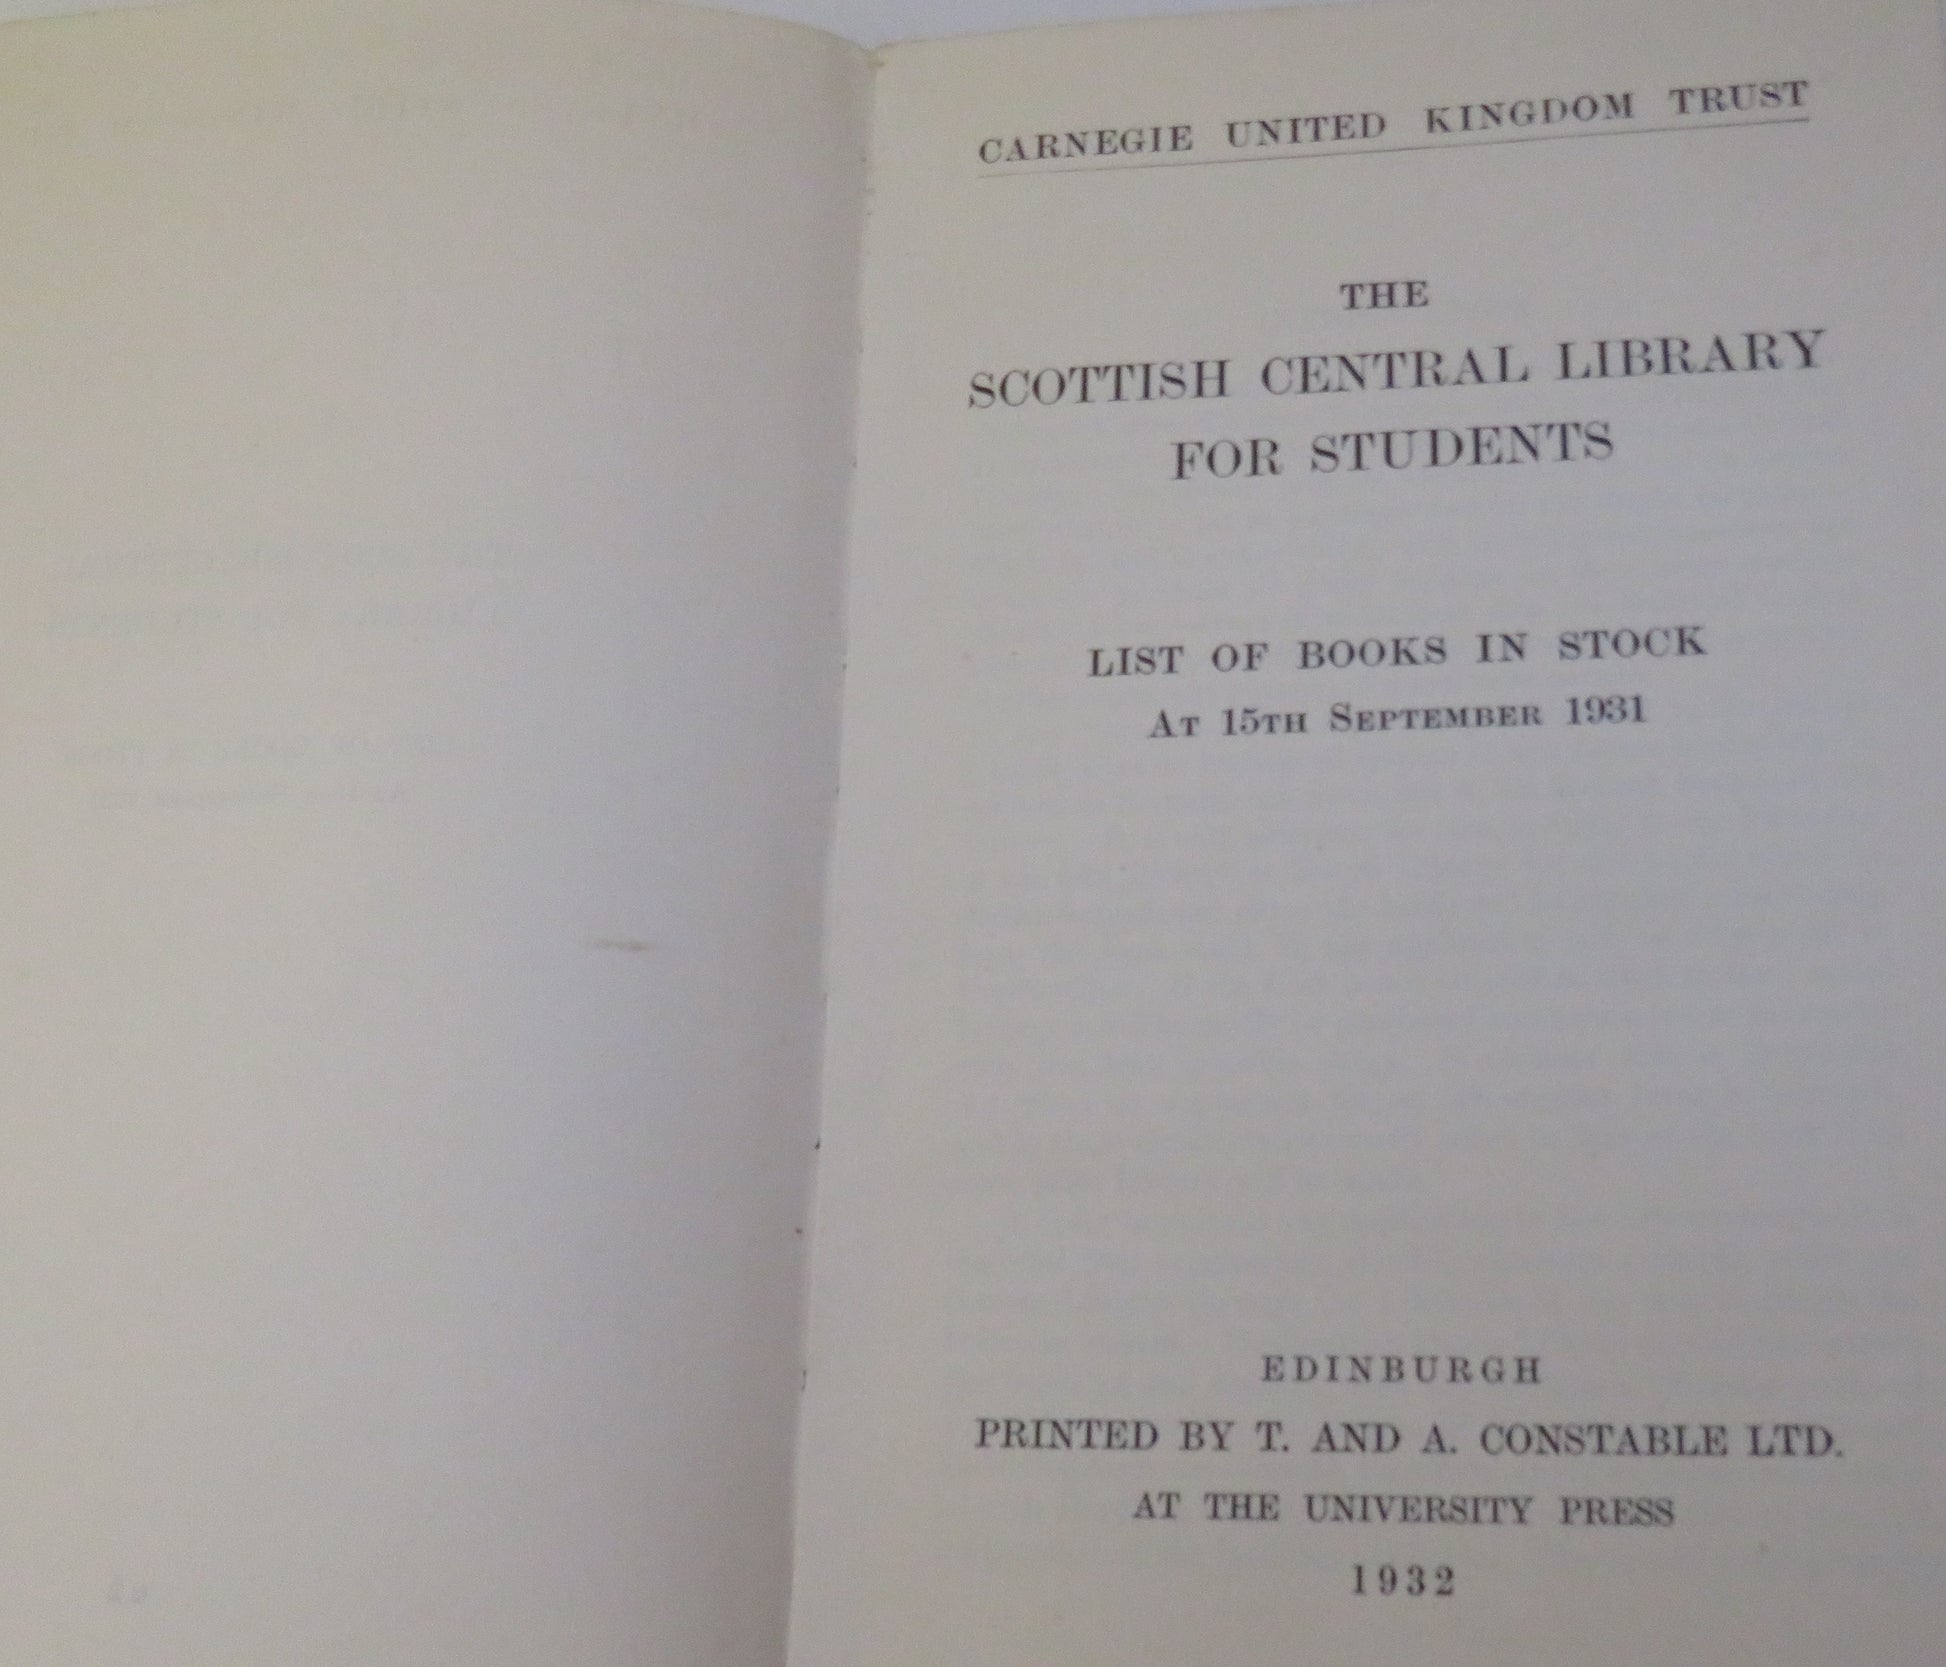 CARNEGIE UNITED KINGDOM TRUST
THE
SCOTTISH CENTRAL LIBRARY
FOR STUDENTS
LIST OF BOOKS IN STOCK
AT 15TH SEPTEMBER 1931
EDINBURGH
PRINTED BY T. AND A. CONSTABLE LTD.
AT THE UNIVERSITY PRESS
1932